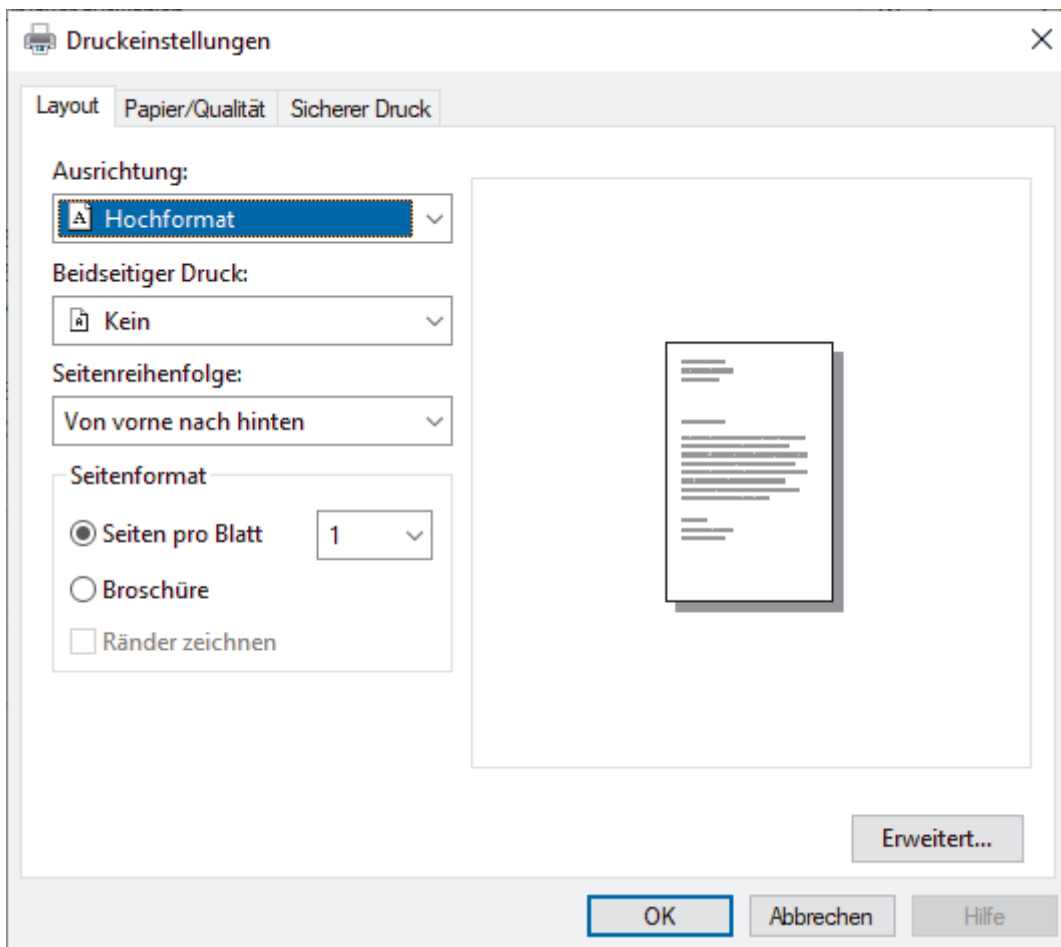 Druckeinstellungen
Layout Papier/Qualität Sicherer Druck
Ausrichtung:
A Hochformat
Beidseitiger Druck:
A Kein
Seitenreihenfolge:
Von vorne nach hinten
Seitenformat
Seiten pro Blatt 1
Broschüre
Ränder zeichnen
Erweitert...
OK Abbrechen Hilfe